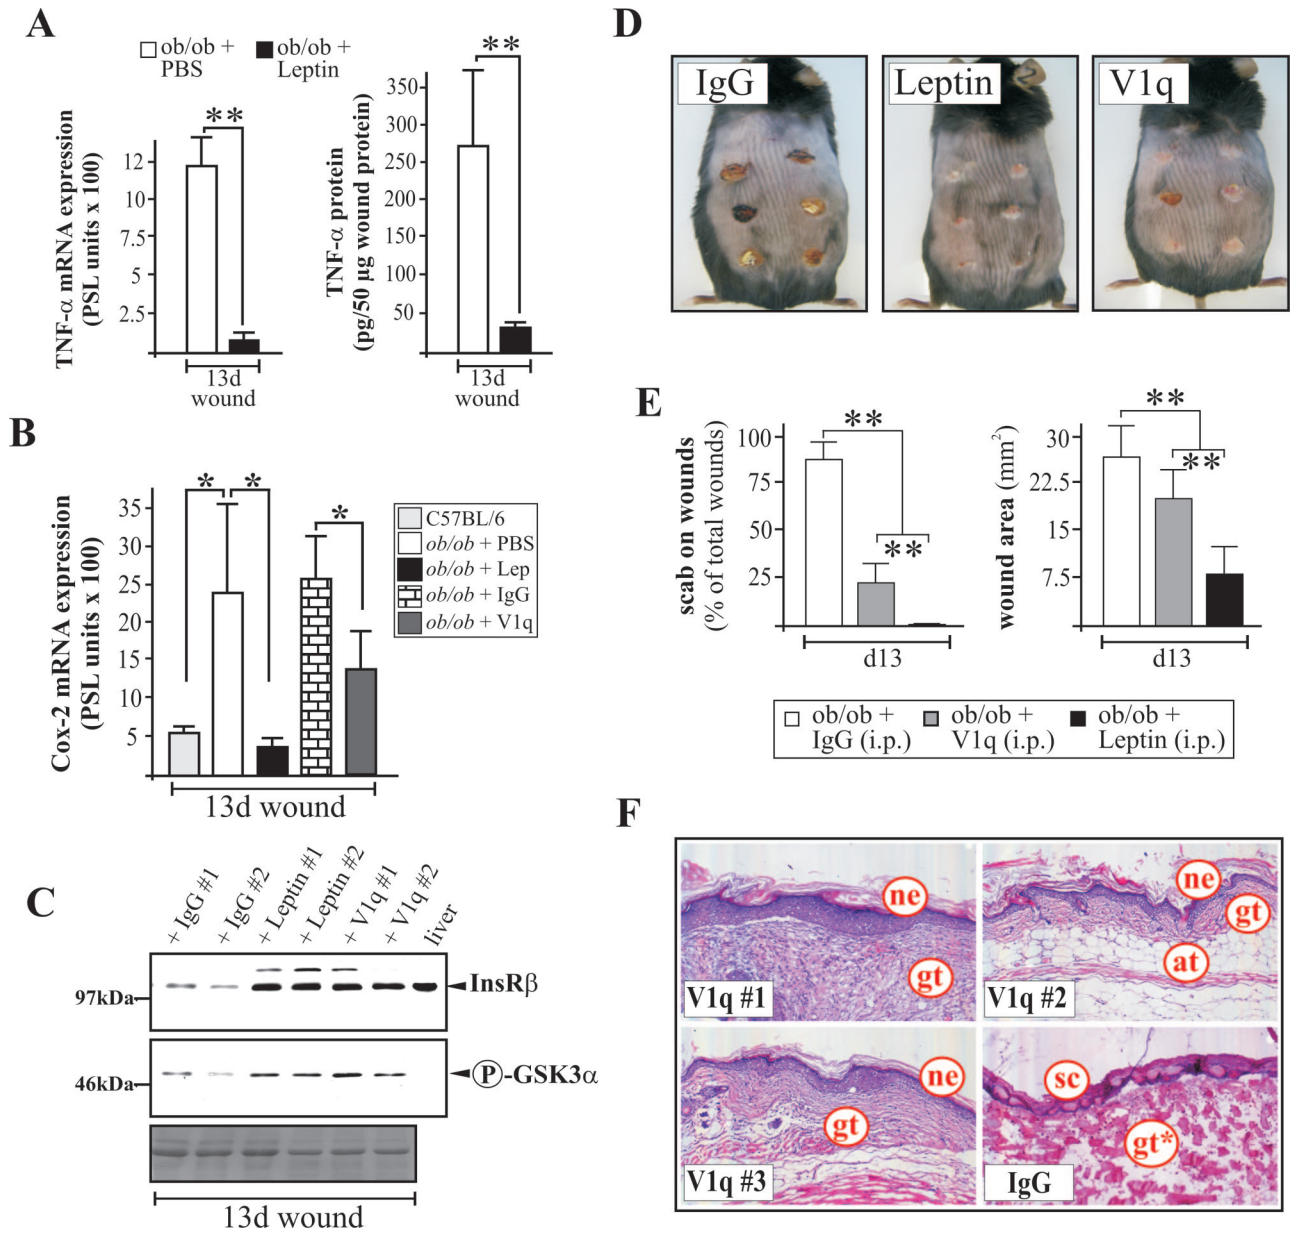 A
ob/ob +
PBS
ob/ob +
Leptin
TNF-α mRNA expression
(PSL units x 100)
12
10
7.5
5
2.5
**
13d
wound
TNF-α protein
(pg/50 µg wound protein)
350
300
250
200
150
100
50
**
13d
wound
B
Cox-2 mRNA expression
(PSL units x 100)
35
30
25
20
15
10
5
*
*
*
C57BL/6
ob/ob + PBS
ob/ob + Lep
ob/ob + IgG
ob/ob + V1q
13d wound
C
+ IgG #1
+ IgG #2
+ Leptin #1
+ Leptin #2
+ V1q #1
+ V1q #2
liver
97kDa
InsRβ
46kDa
P-GSK3α
13d wound
D
IgG
Leptin
V1q
E
scab on wounds
(% of total wounds)
100
75
50
25
**
**
d13
wound area (mm²)
30
22.5
15
7.5
**
**
d13
ob/ob +
IgG (i.p.)
ob/ob +
V1q (i.p.)
ob/ob +
Leptin (i.p.)
F
ne
gt
V1q #1
ne
gt
at
V1q #2
ne
gt
V1q #3
sc
gt*
IgG